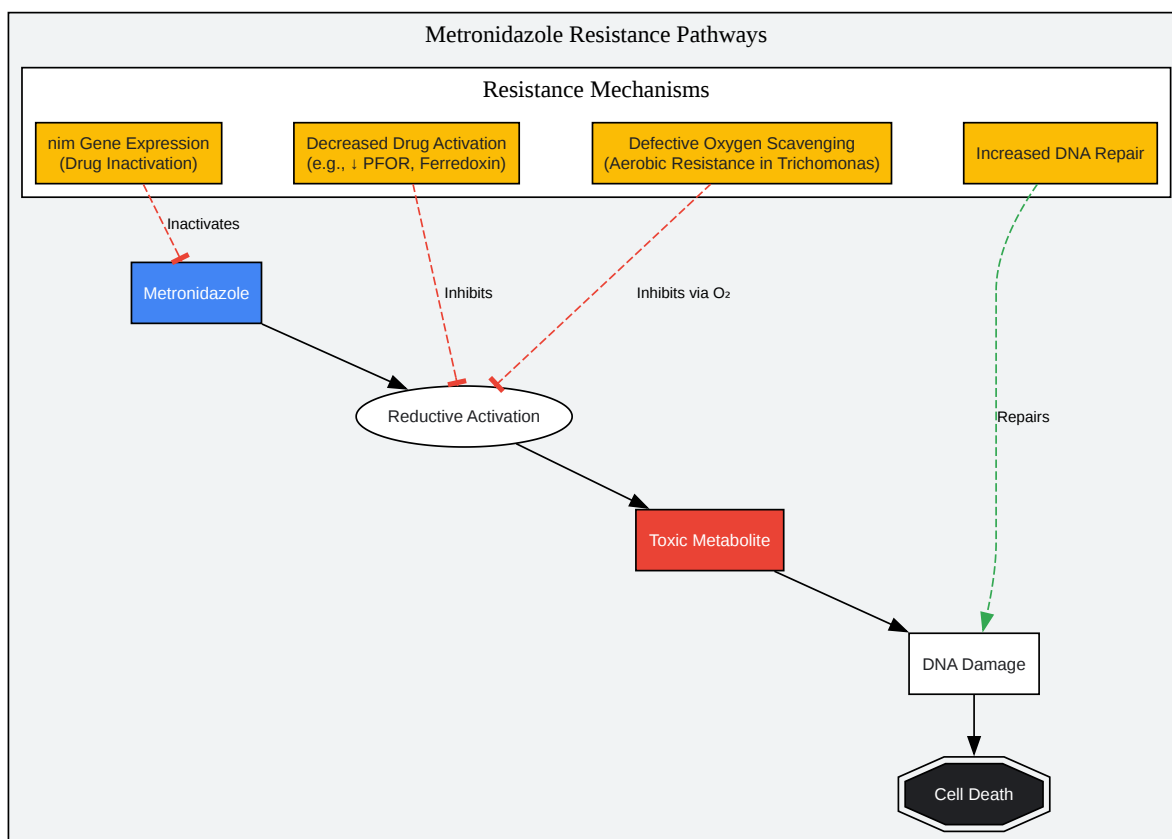 Metronidazole Resistance Pathways
Resistance Mechanisms
nim Gene Expression
(Drug Inactivation)
Decreased Drug Activation
(e.g., ↓ PFOR, Ferredoxin)
Defective Oxygen Scavenging
(Aerobic Resistance in Trichomonas)
Increased DNA Repair
Inactivates
Metronidazole
Inhibits
Inhibits via O₂
Reductive Activation
Repairs
Toxic Metabolite
DNA Damage
Cell Death